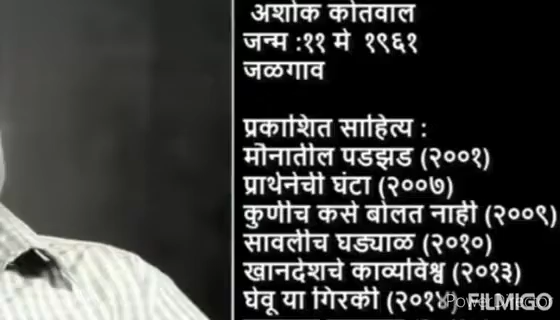 अशोक कोतवाल
जन्म :११ मे १९६१
जळगाव
प्रकाशित साहित्य :
मौनातील पडझड (२००१)
प्रार्थनेची घंटा (२००७)
कुणीच कसे बोलत नाही (२००९)
सावलीच घड्याळ (२०१०)
खानदेशचे काव्यविश्व (२०१३)
घेवू या गिरकी
FILMIGO